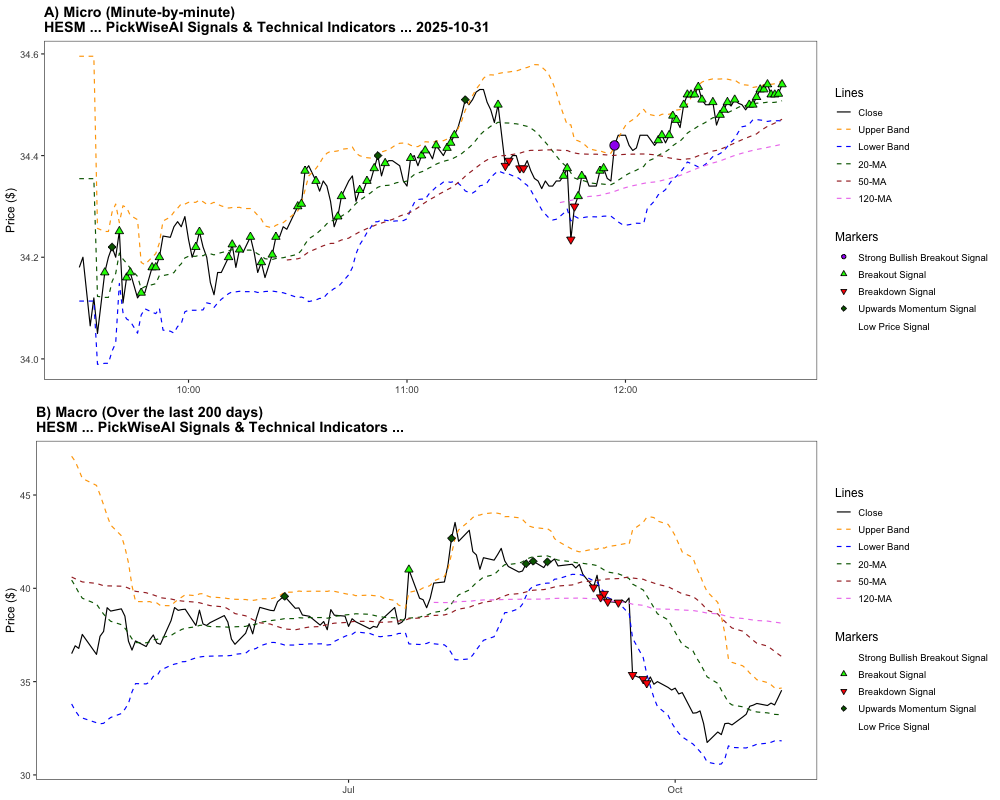 A) Micro (Minute-by-minute)
HESM ... PickWiseAI Signals & Technical Indicators ... 2025-10-31
Price ($)
34.6
34.4
34.2
34.0
10:00
11:00
12:00
Lines
Close
Upper Band
Lower Band
20-MA
50-MA
120-MA
Markers
Strong Bullish Breakout Signal
Breakout Signal
Breakdown Signal
Upwards Momentum Signal
Low Price Signal
B) Macro (Over the last 200 days)
HESM ... PickWiseAI Signals & Technical Indicators ...
Price ($)
45
40
35
30
Jul
Oct
Lines
Close
Upper Band
Lower Band
20-MA
50-MA
120-MA
Markers
Strong Bullish Breakout Signal
Breakout Signal
Breakdown Signal
Upwards Momentum Signal
Low Price Signal